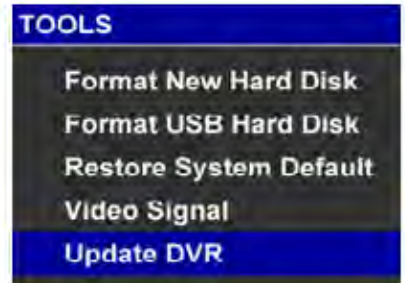 TOOLS
Format New Hard Disk
Format USB Hard Disk
Restore System Default
Video Signal
Update DVR